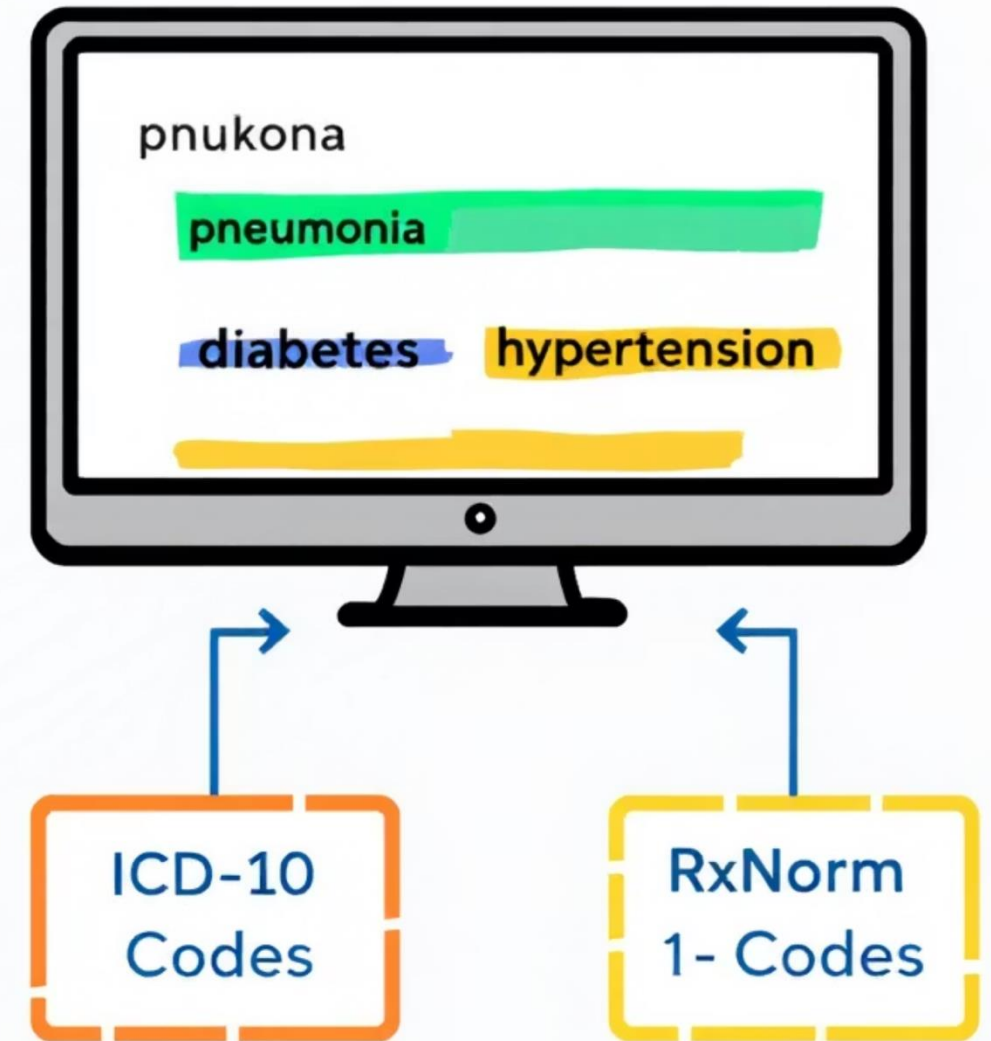 pnukona
pneumonia
diabetes hypertension
ICD-10
Codes
RxNorm
1- Codes